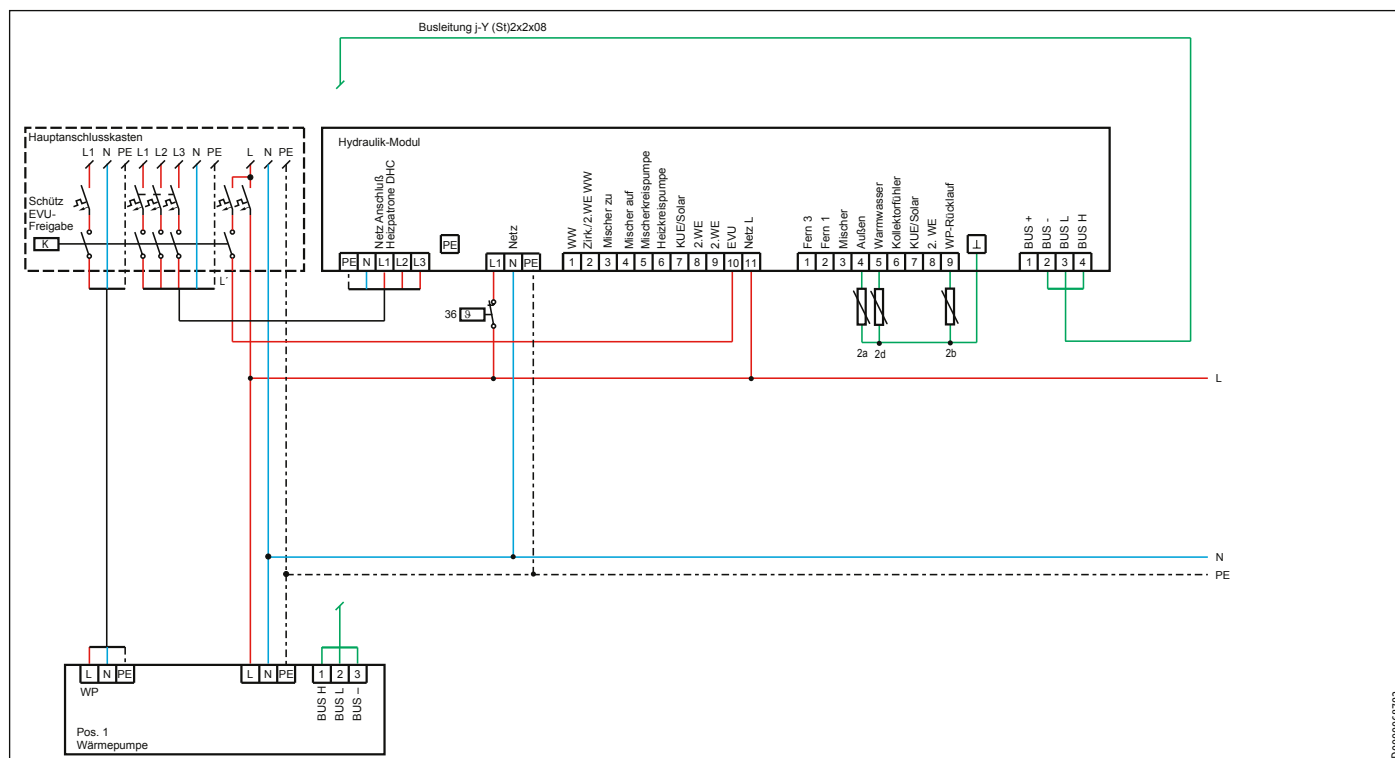 Busleitung j-Y (St)2x2x08
Hauptanschlusskasten
L1 N PE L1 L2 L3 N PE L N PE
Schütz
EVU-
Freigabe
K
L´
Hydraulik-Modul
Netz Anschluß
Heizpatrone DHC
PE N L1 L2 L3
PE
Netz
L1 N PE
WW
Zirk./2.WE WW
Mischer zu
Mischer auf
Mischerkreispumpe
Heizkreispumpe
KUE/Solar
2.WE
2.WE
EVU
Netz L
1 2 3 4 5 6 7 8 9 10 11
Fern 3
Fern 1
Mischer
Außen
Warmwasser
Kollektorfühler
KUE/Solar
2. WE
WP-Rücklauf
1 2 3 4 5 6 7 8 9
BUS +
BUS -
BUS L
BUS H
1 2 3 4
36 ϑ
2a 2d 2b
L
N
PE
L N PE
WP
L N PE
1 2 3
BUS H
BUS L
BUS –
Pos. 1
Wärmepumpe